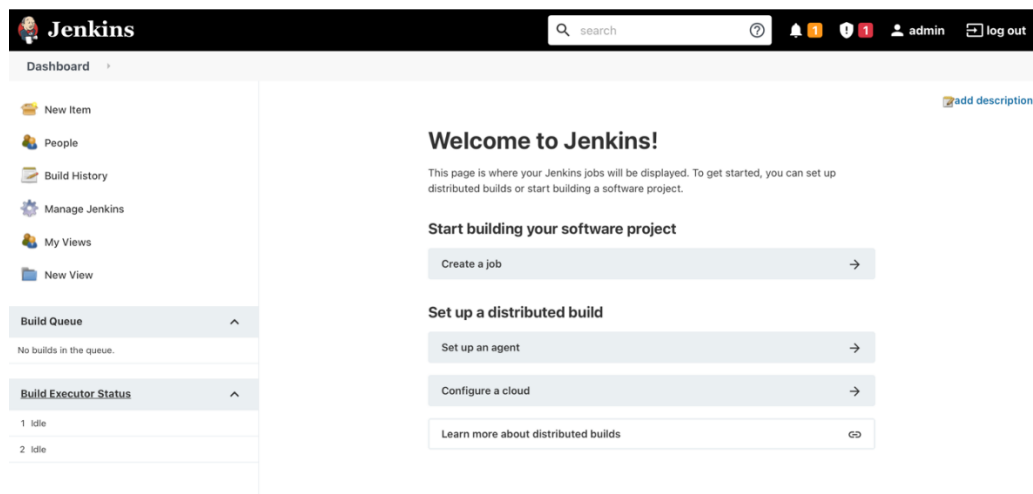 Jenkins
search
1
1
admin
log out
Dashboard
New Item
People
Build History
Manage Jenkins
My Views
New View
Build Queue
No builds in the queue.
Build Executor Status
1 Idle
2 Idle
add description
Welcome to Jenkins!
This page is where your Jenkins jobs will be displayed. To get started, you can set up
distributed builds or start building a software project.
Start building your software project
Create a job
Set up a distributed build
Set up an agent
Configure a cloud
Learn more about distributed builds